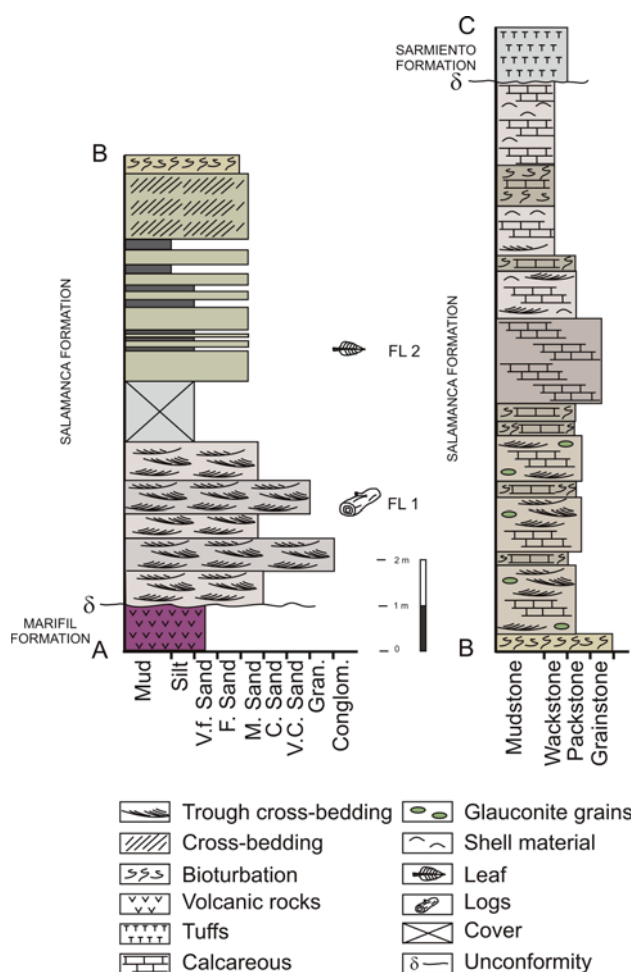 C
SARMIENTO
FORMATION
δ
B
SALAMANCA FORMATION
FL 2
FL 1
2 m
1 m
0
δ
MARIFIL
FORMATION
A
Mud
Silt
V.f. Sand
F. Sand
M. Sand
C. Sand
V.C. Sand
Gran.
Conglom.
SALAMANCA FORMATION
B
Mudstone
Wackstone
Packstone
Grainstone
Trough cross-bedding
Cross-bedding
Bioturbation
Volcanic rocks
Tuffs
Calcareous
Glauconite grains
Shell material
Leaf
Logs
Cover
Unconformity